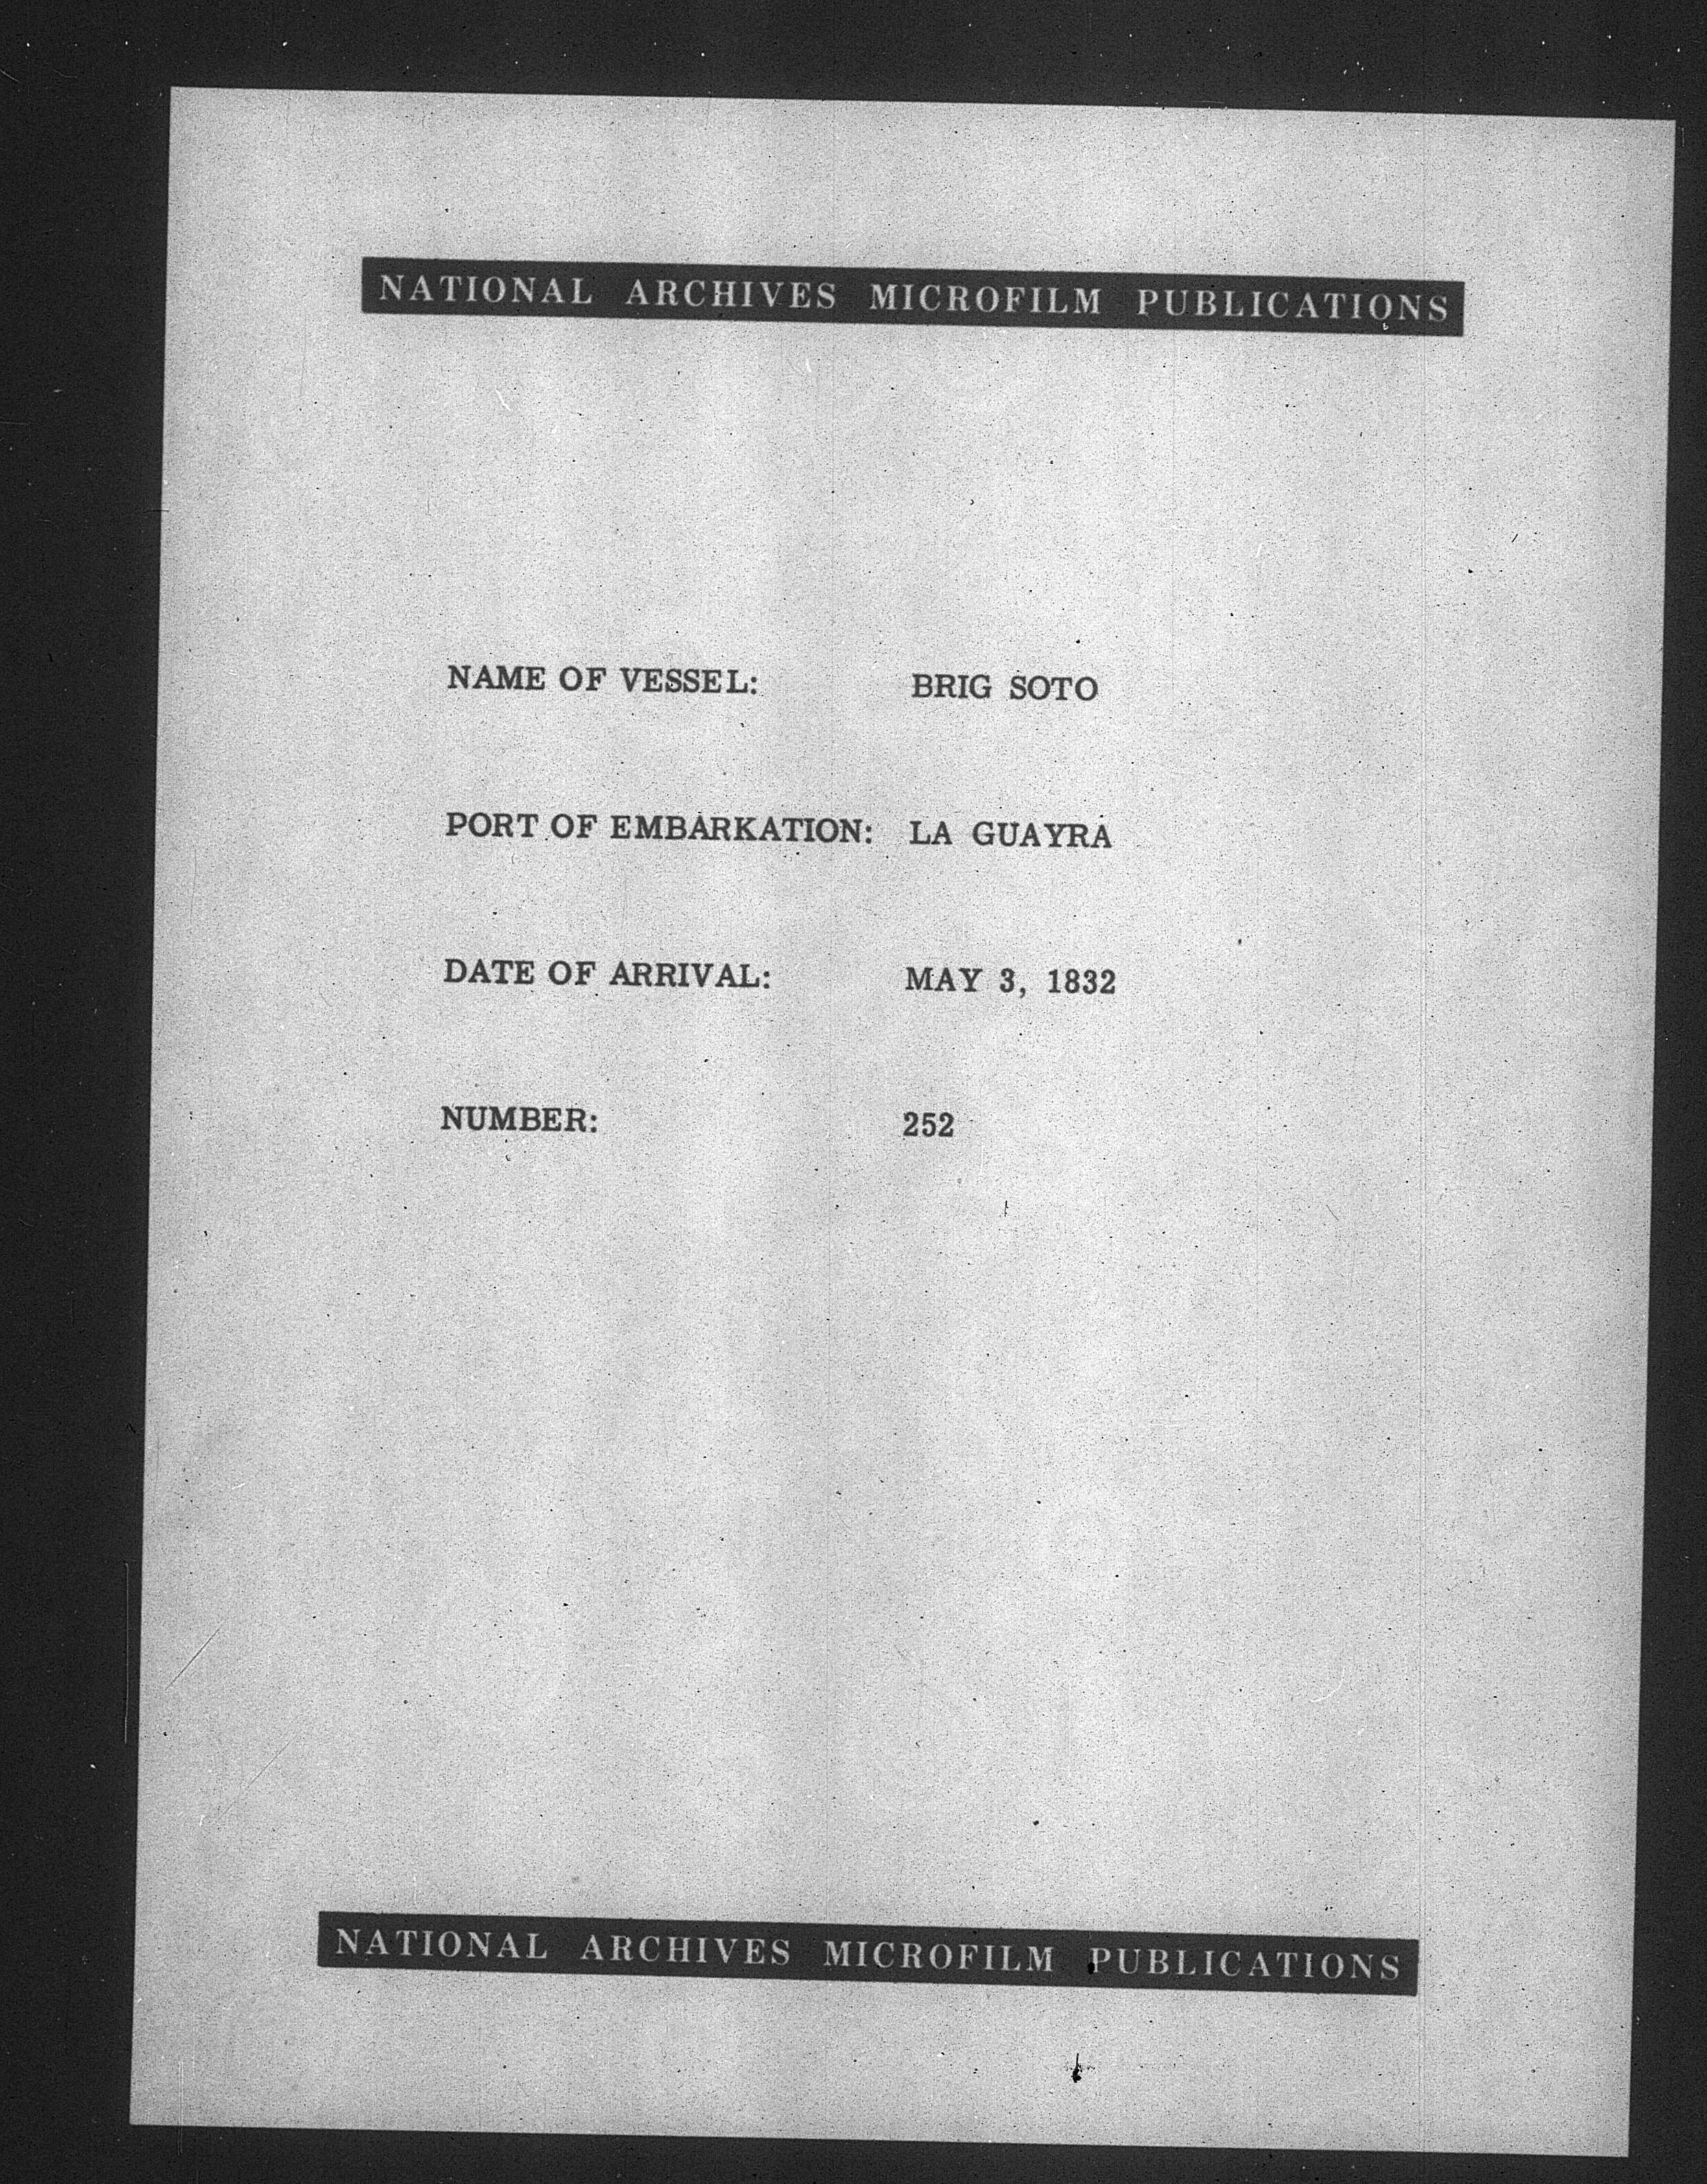 NATIONAL ARCHIVES MICROFILM PUBLICATIONS
NAME OF VESSEL: BRIG SOTO
PORT OF EMBARKATION: LA GUAYRA
DATE OF ARRIVAL: MAY 3, 1832
NUMBER: 252
NATIONAL ARCHIVES MICROFILM PUBLICATIONS